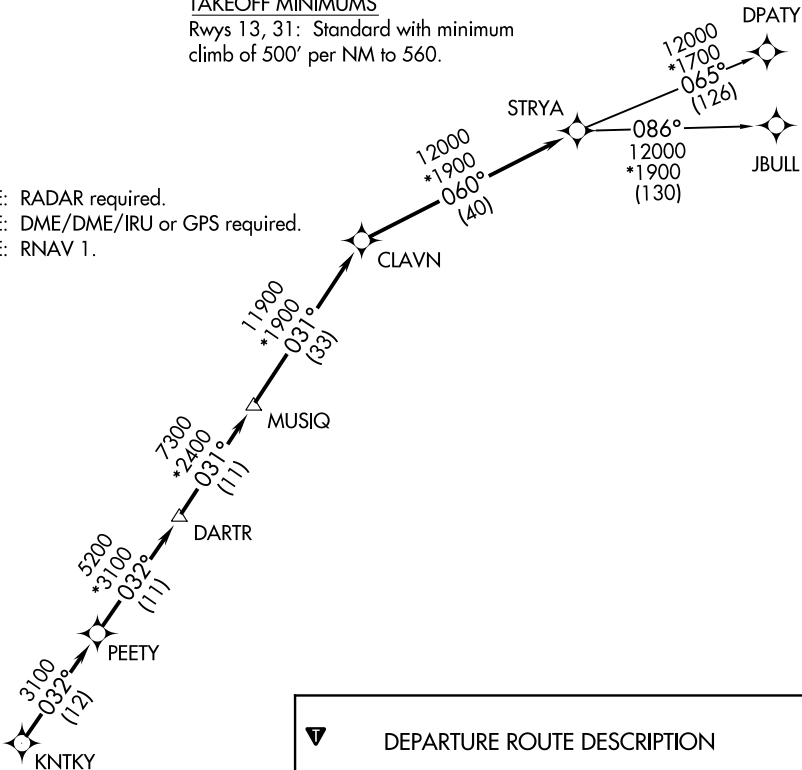 TAKEOFF MINIMUMS
Rwys 13, 31: Standard with minimum
climb of 500' per NM to 560.
DPATY
12000
*1700
065°
(126)
STRYA
086°
12000
*1900
(130)
JBULL
12000
*1900
060°
(40)
E: RADAR required.
E: DME/DME/IRU or GPS required.
E: RNAV 1.
CLAVN
11900
*1900
031°
(33)
MUSIQ
7300
*2400
031°
(11)
DARTR
5200
*3100
032°
(11)
PEETY
3100
032°
(12)
KNTKY
T DEPARTURE ROUTE DESCRIPTION